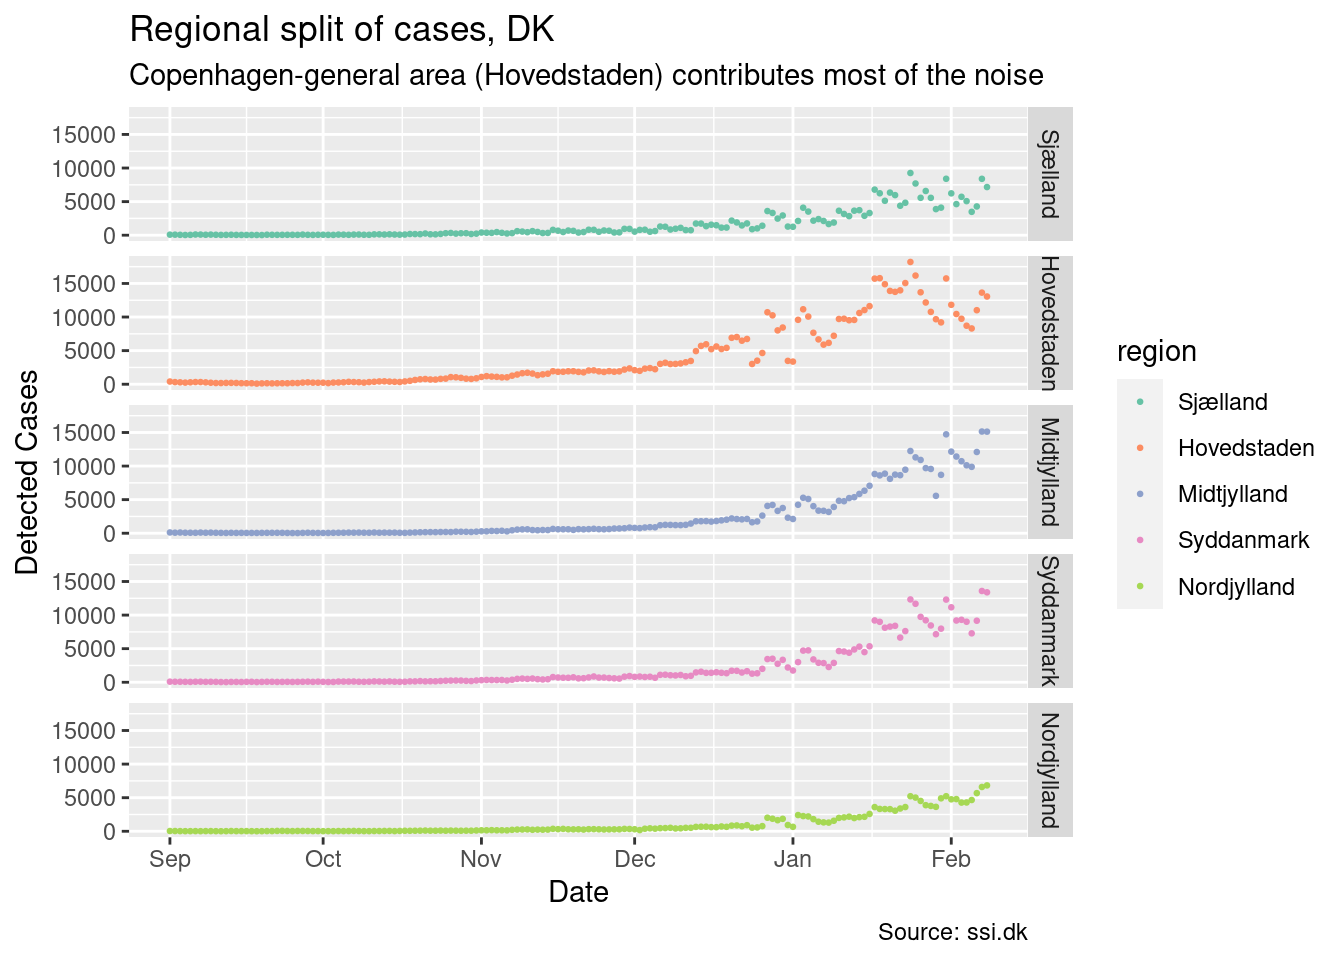 Regional split of cases, DK
Copenhagen-general area (Hovedstaden) contributes most of the noise
Detected Cases
15000
10000
5000
0
Sjælland
15000
10000
5000
0
Hovedstaden
15000
10000
5000
0
Midtjylland
15000
10000
5000
0
Syddanmark
15000
10000
5000
0
Nordjylland
Sep Oct Nov Dec Jan Feb
Date
region
Sjælland
Hovedstaden
Midtjylland
Syddanmark
Nordjylland
Source: ssi.dk